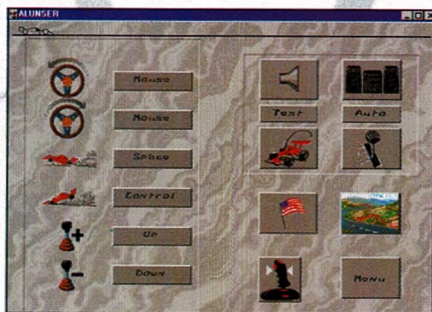 ALUNSER
Mouse
Mouse
Space
Control
Up
Down
Test
Auto
Menu